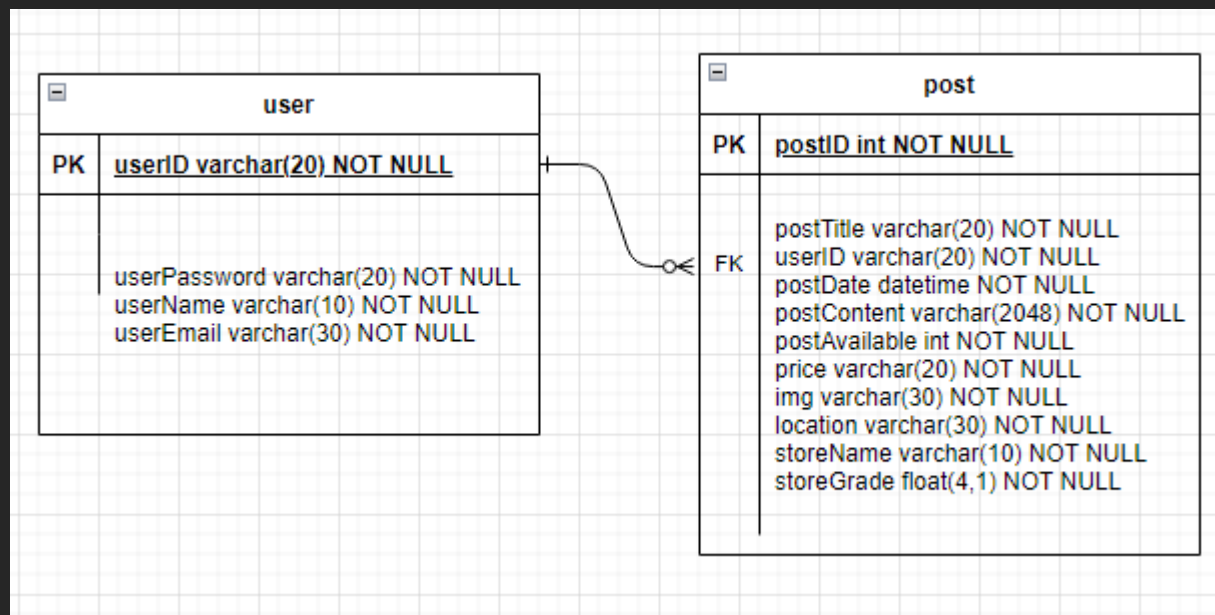 user
PK userID varchar(20) NOT NULL
userPassword varchar(20) NOT NULL
userName varchar(10) NOT NULL
userEmail varchar(30) NOT NULL
post
PK postID int NOT NULL
postTitle varchar(20) NOT NULL
FK userID varchar(20) NOT NULL
postDate datetime NOT NULL
postContent varchar(2048) NOT NULL
postAvailable int NOT NULL
price varchar(20) NOT NULL
img varchar(30) NOT NULL
location varchar(30) NOT NULL
storeName varchar(10) NOT NULL
storeGrade float(4,1) NOT NULL